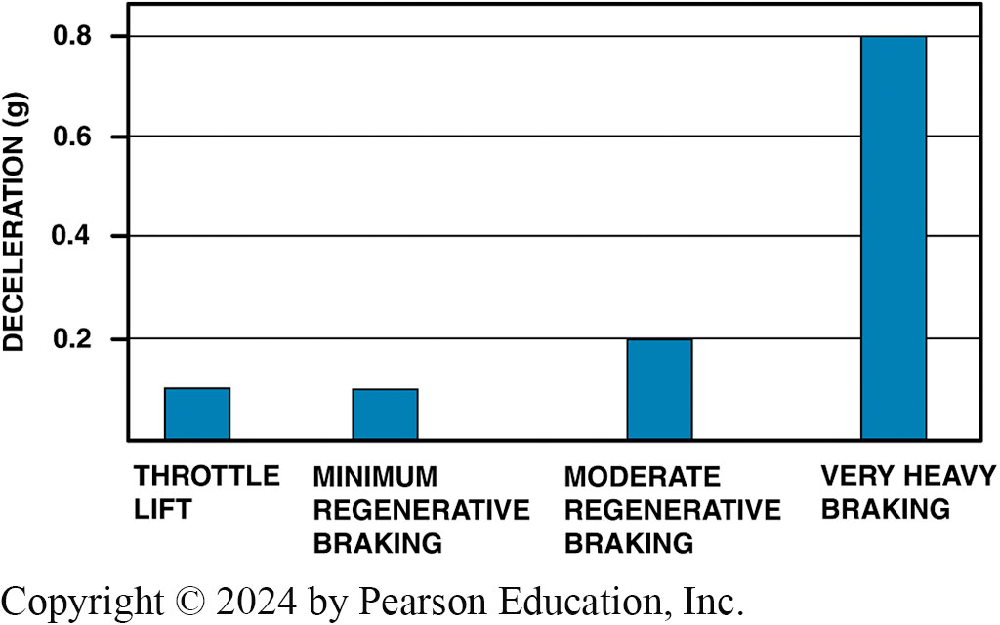 DECELERATION (g)
0.8
0.6
0.4
0.2
THROTTLE
LIFT
MINIMUM
REGENERATIVE
BRAKING
MODERATE
REGENERATIVE
BRAKING
VERY HEAVY
BRAKING
Copyright © 2024 by Pearson Education, Inc.